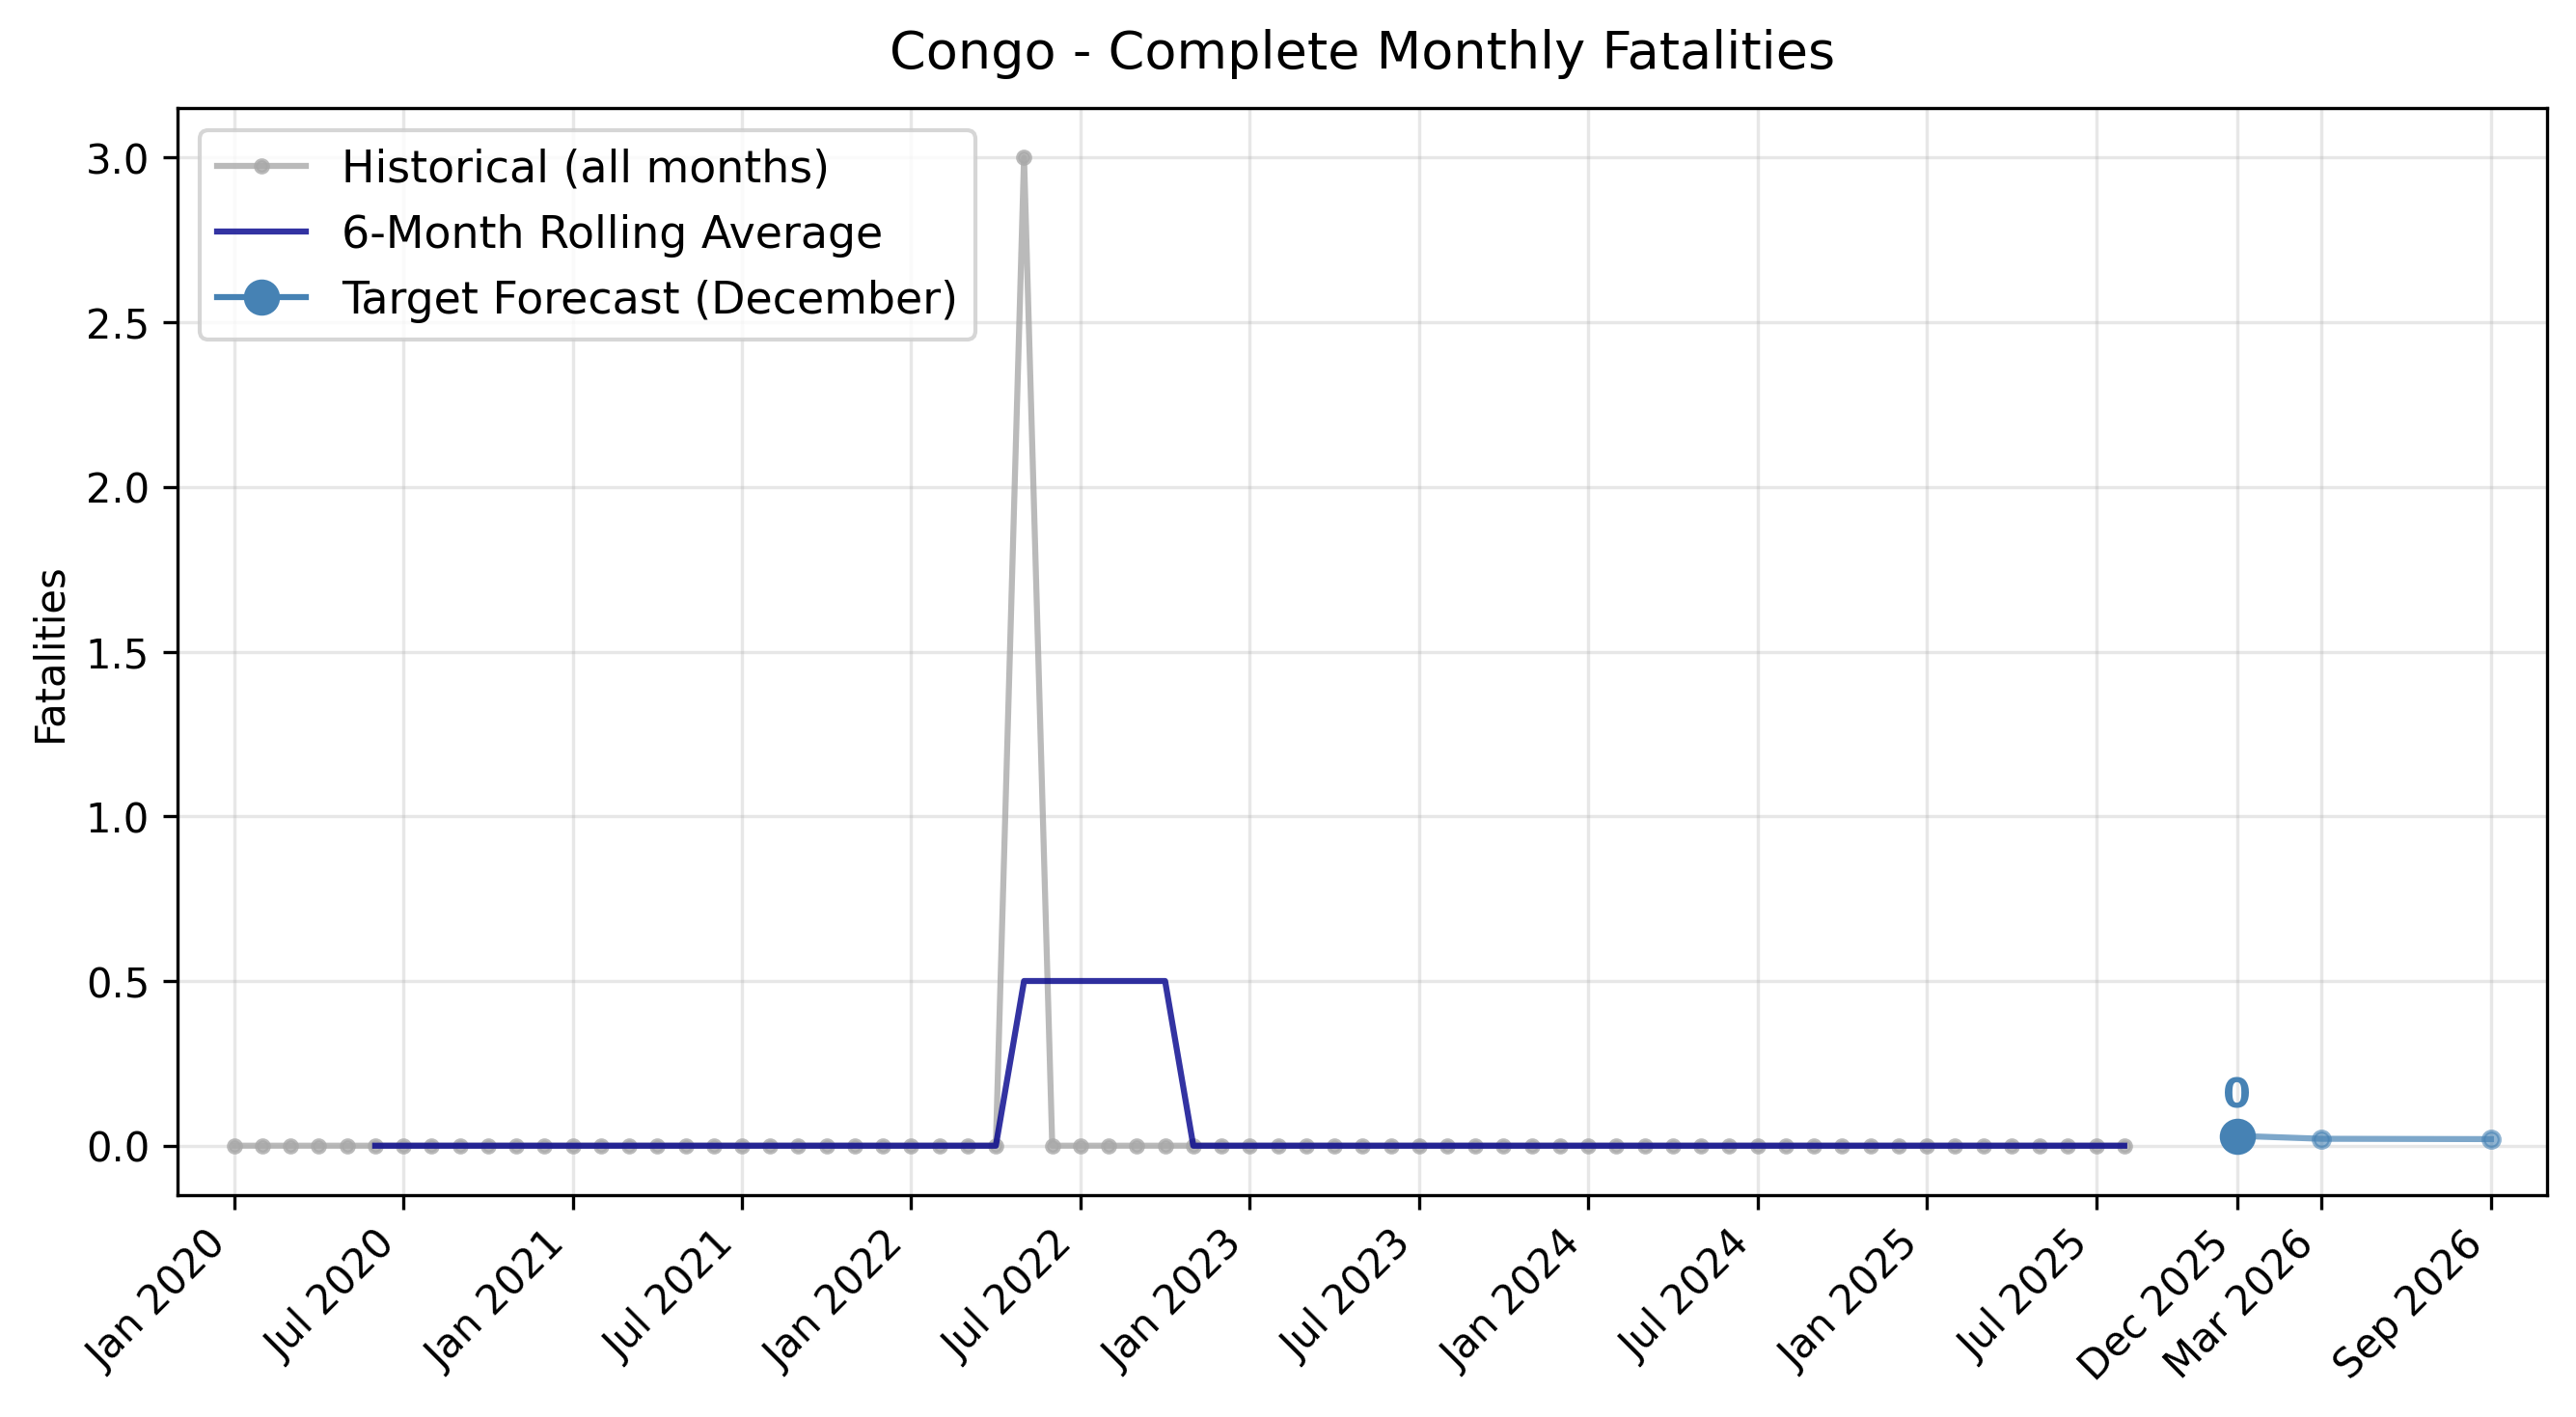 Congo - Complete Monthly Fatalities
Historical (all months)
6-Month Rolling Average
Target Forecast (December)
Fatalities
3.0
2.5
2.0
1.5
1.0
0.5
0.0
0
Jan 2020
Jul 2020
Jan 2021
Jul 2021
Jan 2022
Jul 2022
Jan 2023
Jul 2023
Jan 2024
Jul 2024
Jan 2025
Jul 2025
Dec 2025
Mar 2026
Sep 2026